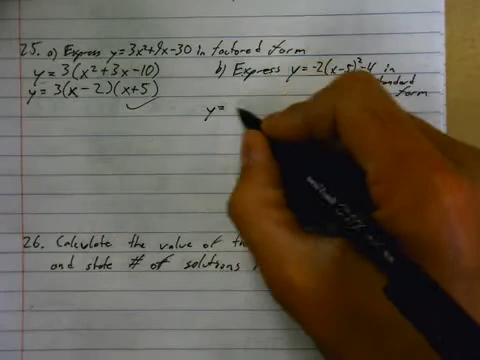 25. a) Express y=3x²+9x-30 in factored form
y = 3(x²+3x-10)
y = 3(x-2)(x+5)
b) Express y=-2(x-5)²-4 in
standard
form
y=
26. Calculate the value of
and state # of solutions